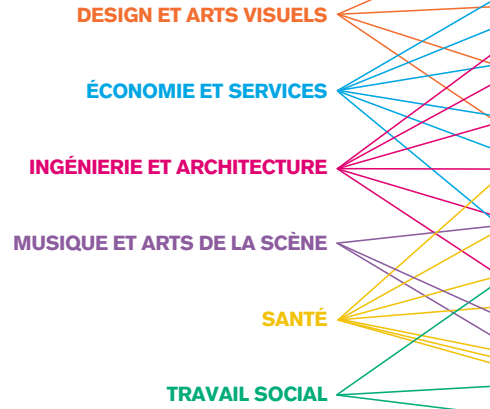 DESIGN ET ARTS VISUELS
ÉCONOMIE ET SERVICES
INGÉNIERIE ET ARCHITECTURE
MUSIQUE ET ARTS DE LA SCÈNE
SANTÉ
TRAVAIL SOCIAL